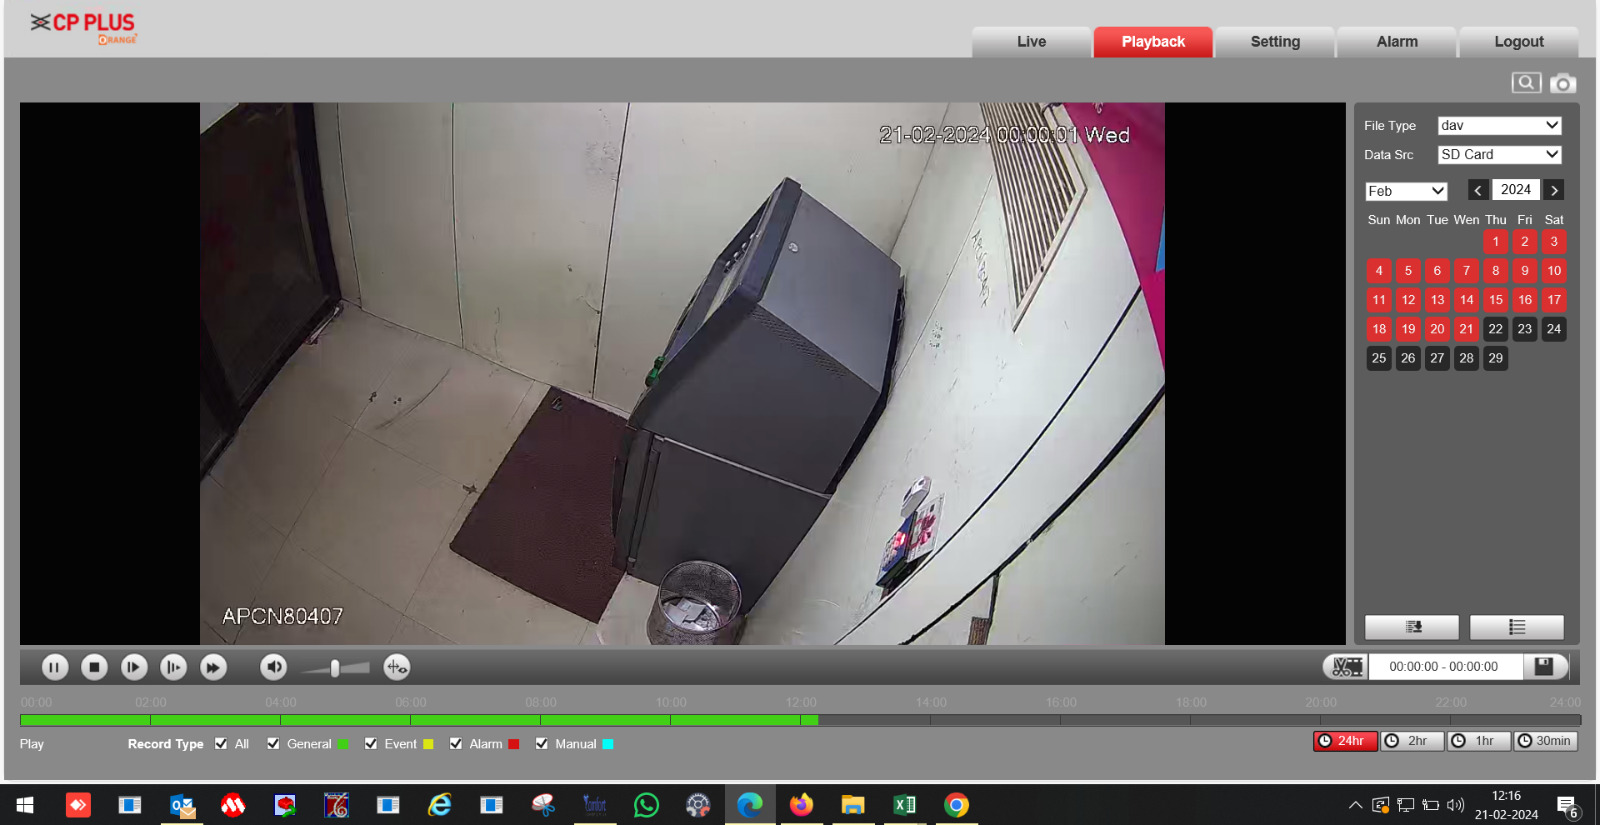 CP PLUS
ORANGE
Live
Playback
Setting
Alarm
Logout
21-02-2024 00:00:01 Wed
APCN80407
File Type
dav
Data Src
SD Card
Feb
2024
Sun Mon Tue Wen Thu Fri Sat
1 2 3
4 5 6 7 8 9 10
11 12 13 14 15 16 17
18 19 20 21 22 23 24
25 26 27 28 29
00:00:00 - 00:00:00
00:00 02:00 04:00 06:00 08:00 10:00 12:00 14:00 16:00 18:00 20:00 22:00 24:00
Play
Record Type All General Event Alarm Manual
24hr 2hr 1hr 30min
12:16
21-02-2024
6